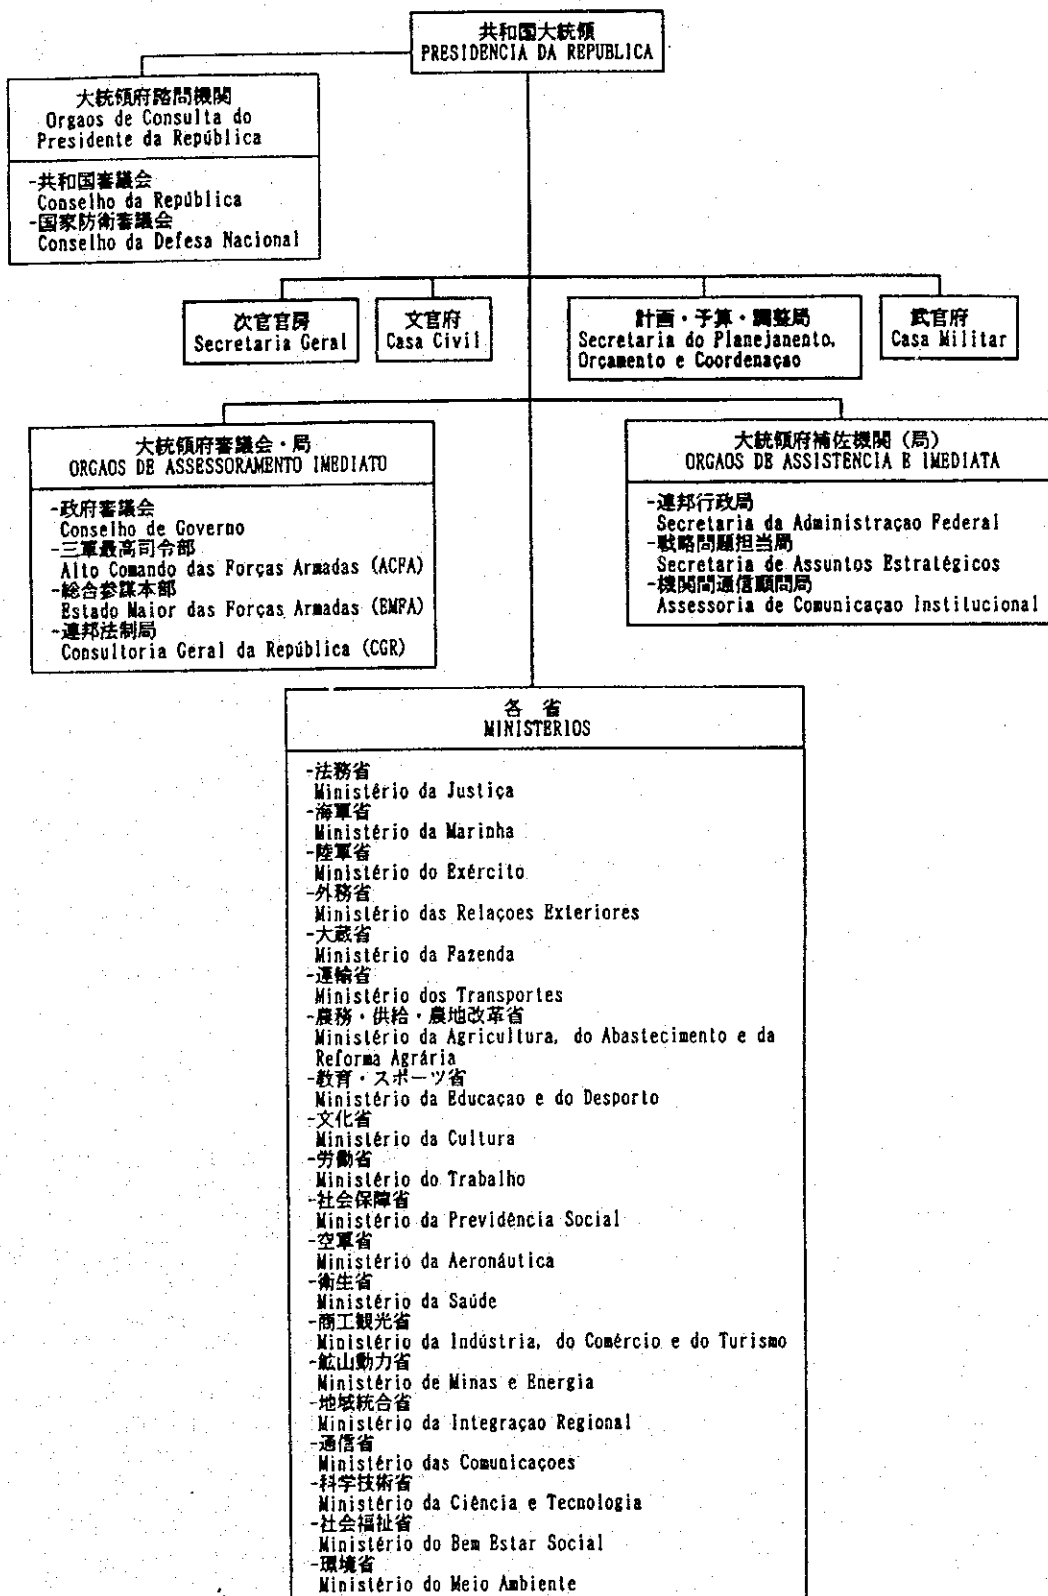 共和国大統領
PRESIDENCIA DA REPUBLICA
大統領府諮問機関
Orgaos de Consulta do
Presidente da República
-共和国審議会
Conselho da República
-国家防衛審議会
Conselho da Defesa Nacional
次官官房
Secretaria Geral
文官府
Casa Civil
計画・予算・調整局
Secretaria do Planejanento,
Orçamento e Coordenaçao
武官府
Casa Militar
大統領府審議会・局
ORGAOS DE ASSESSORAMENTO IMEDIATO
-政府審議会
Conselho de Governo
-三軍最高司令部
Alto Comando das Forças Armadas (ACFA)
-総合参謀本部
Estado Maior das Forças Armadas (EMFA)
-連邦法制局
Consultoria Geral da República (CGR)
大統領府補佐機関(局)
ORGAOS DE ASSISTENCIA E IMEDIATA
-連邦行政局
Secretaria da Administraçao Federal
-戦略問題担当局
Secretaria de Assuntos Estratégicos
-機関間通信顧問局
Assessoria de Comunicaçao Institucional
各 省
MINISTERIOS
-法務省
Ministério da Justiça
-海軍省
Ministério da Marinha
-陸軍省
Ministério do Exército
-外務省
Ministério das Relaçoes Exteriores
-大蔵省
Ministério da Fazenda
-運輸省
Ministério dos Transportes
-農務・供給・農地改革省
Ministério da Agricultura, do Abastecimento e da
Reforma Agrária
-教育・スポーツ省
Ministério da Educaçao e do Desporto
-文化省
Ministério da Cultura
-労働省
Ministério do Trabalho
-社会保障省
Ministério da Previdência Social
-空軍省
Ministério da Aeronáutica
-衛生省
Ministério da Saúde
-商工観光省
Ministério da Indústria, do Comércio e do Turismo
-鉱山動力省
Ministério de Minas e Energia
-地域統合省
Ministério da Integraçao Regional
-通信省
Ministério das Comunicaçoes
-科学技術省
Ministério da Ciência e Tecnologia
-社会福祉省
Ministério do Bem Estar Social
-環境省
Ministério do Meio Ambiente